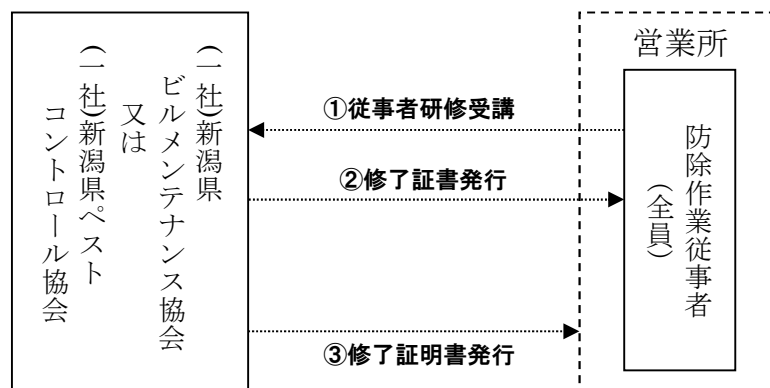 (一社)新潟県
ビルメンテナンス協会
又は
(一社)新潟県ペスト
コントロール協会
①従事者研修受講
②修了証書発行
③修了証明書発行
営業所
防除作業従事者
(全員)